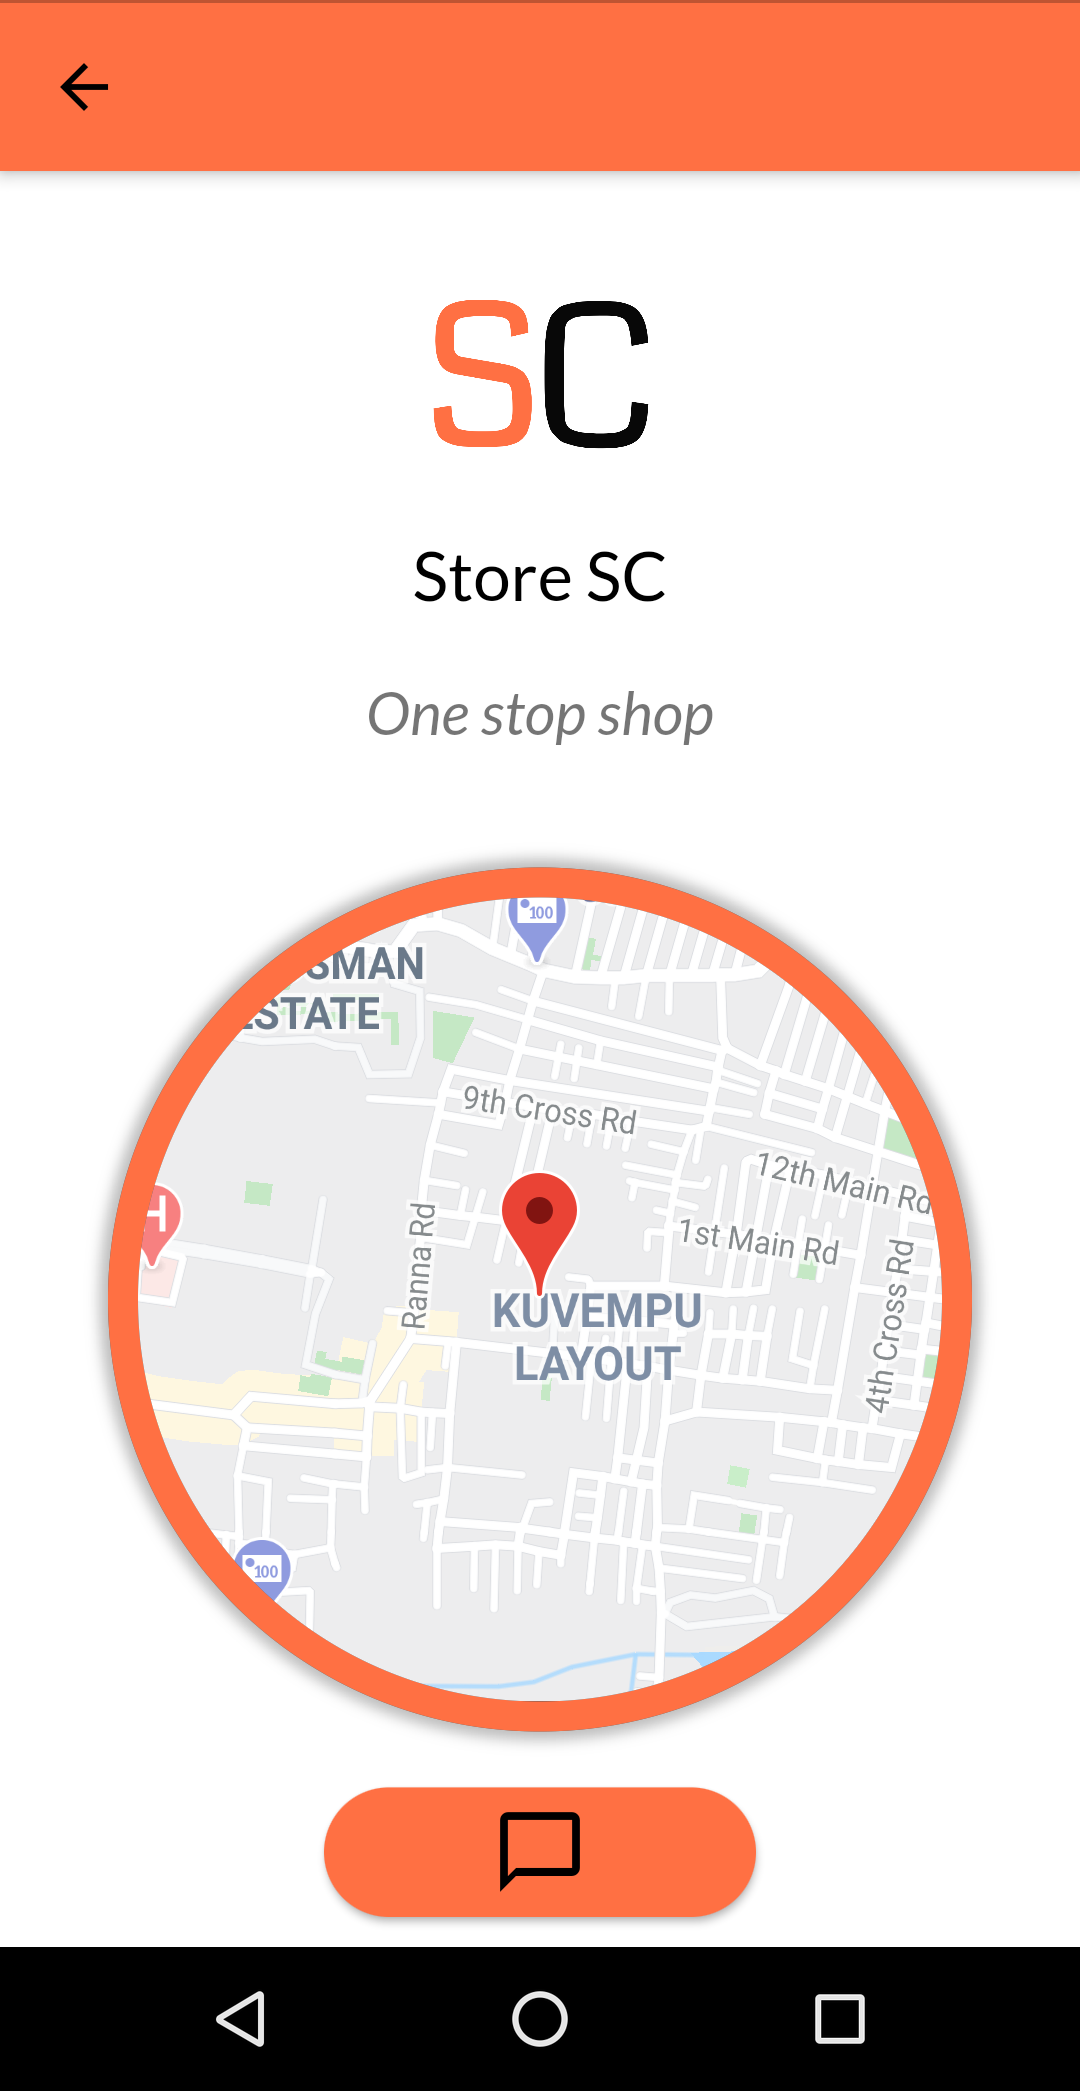 SC
Store SC
One stop shop
100
SMAN
ESTATE
9th Cross Rd
12th Main Rd
H
1st Main Rd
Ranna Rd
4th Cross Rd
KUVEMPU
LAYOUT
100